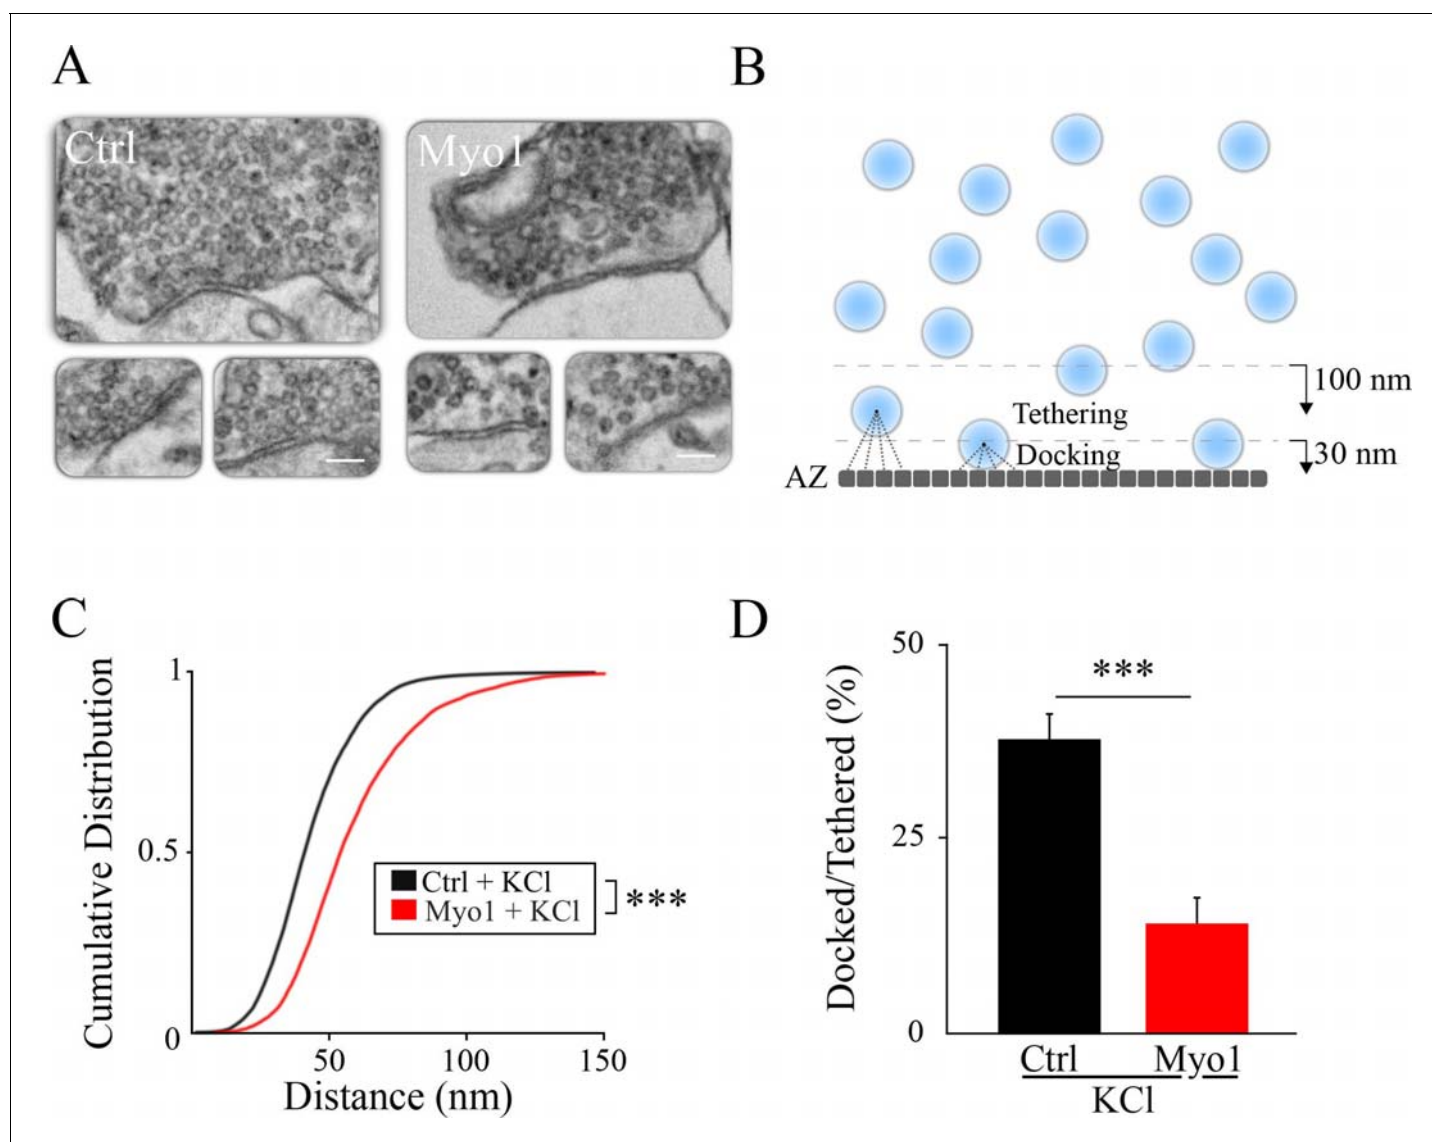 A
B
Ctrl
Myo1
100 nm
Tethering
Docking
30 nm
AZ
C
D
Cumulative Distribution
1
0.5
0
50
100
150
Distance (nm)
Ctrl + KCl
Myo1 + KCl
***
Docked/Tethered (%)
50
25
0
***
Ctrl
Myo1
KCl